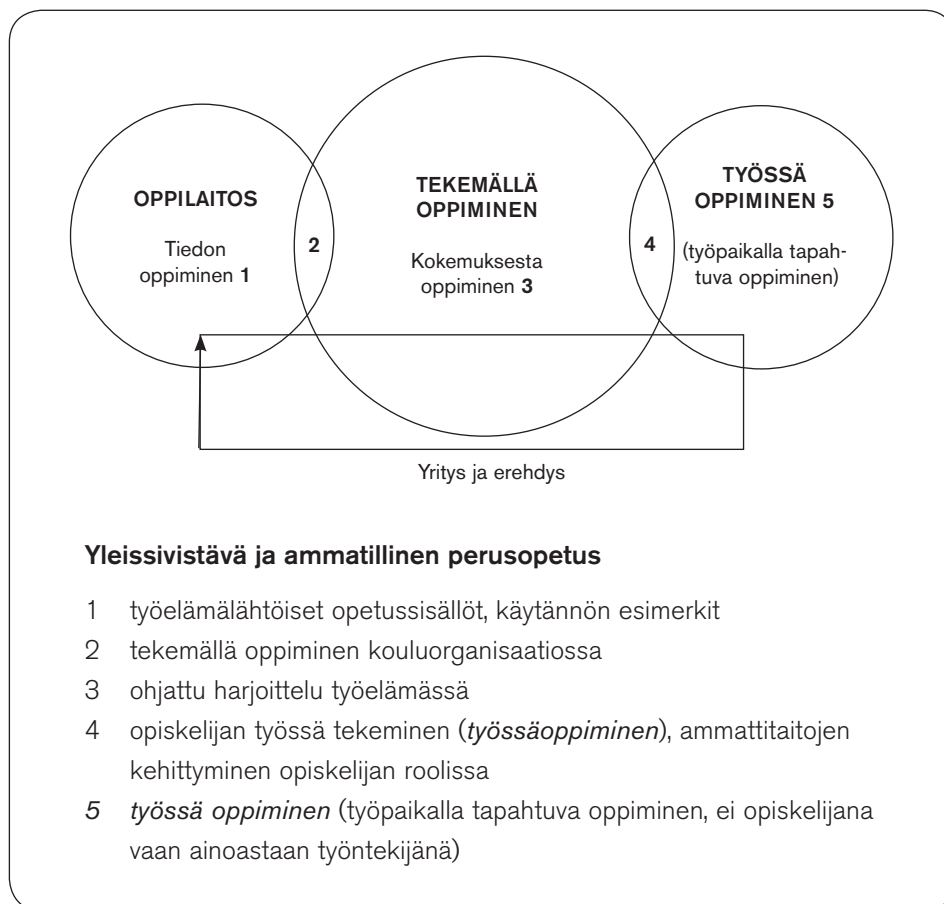 OPPILAITOS
Tiedon
oppiminen 1
2
TEKEMÄLLÄ
OPPIMINEN
Kokemuksesta
oppiminen 3
4
TYÖSSÄ
OPPIMINEN 5
(työpaikalla tapah-
tuva oppiminen)
Yritys ja erehdys
Yleissivistävä ja ammatillinen perusopetus
1 työelämälähtöiset opetussisällöt, käytännön esimerkit
2 tekemällä oppiminen kouluorganisaatiossa
3 ohjattu harjoittelu työelämässä
4 opiskelijan työssä tekeminen (työssäoppiminen), ammattitaitojen
kehittyminen opiskelijan roolissa
5 työssä oppiminen (työpaikalla tapahtuva oppiminen, ei opiskelijana
vaan ainoastaan työntekijänä)